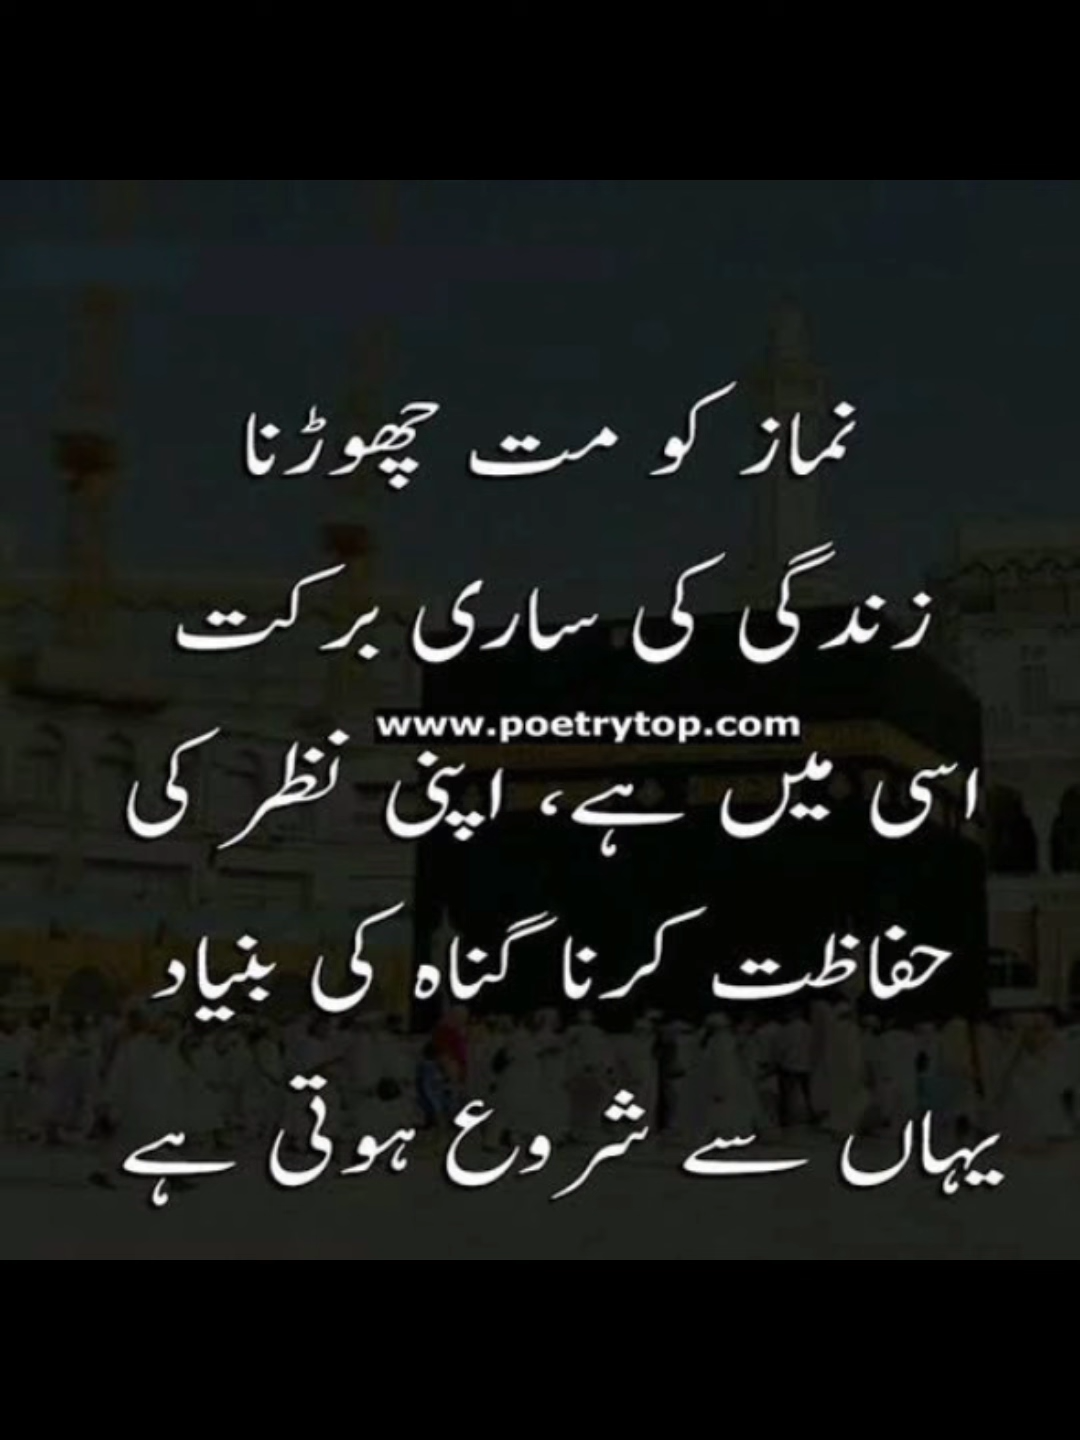 نماز کو مت چھوڑنا
زندگی کی ساری برکت
www.poetrytop.com
اسی میں ہے، اپنی نظر کی
حفاظت کرنا گناہ کی بنیاد
یہاں سے شروع ہوتی ہے